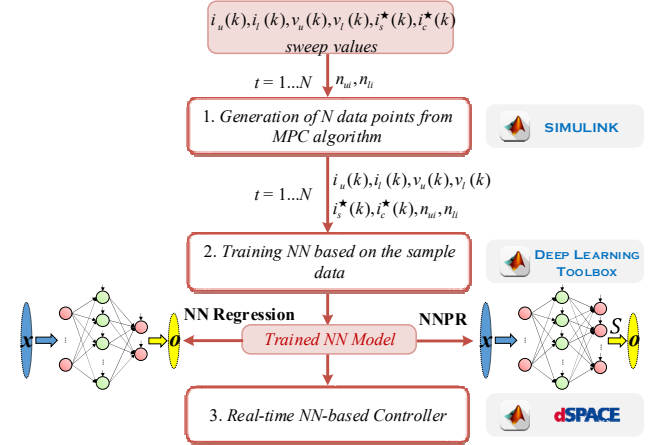 i_u(k),i_l(k),v_u(k),v_l(k),i_s★(k),i_c★(k)
sweep values
t = 1...N
n_ui,n_li
1. Generation of N data points from
MPC algorithm
SIMULINK
t = 1...N
i_u(k),i_l(k),v_u(k),v_l(k)
i_s★(k),i_c★(k),n_ui,n_li
2. Training NN based on the sample
data
DEEP LEARNING
TOOLBOX
NN Regression
Trained NN Model
NNPR
x
o
x
S
o
3. Real-time NN-based Controller
dSPACE